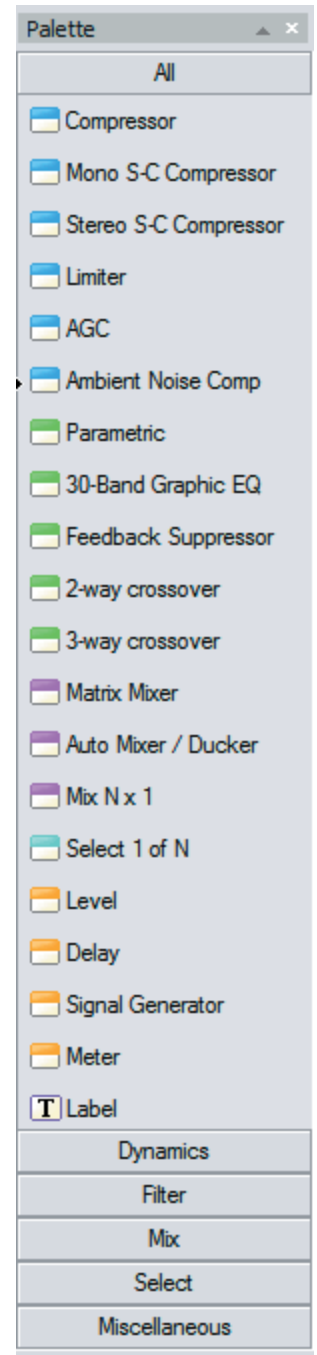 Palette
All
Compressor
Mono S-C Compressor
Stereo S-C Compressor
Limiter
AGC
Ambient Noise Comp
Parametric
30-Band Graphic EQ
Feedback Suppressor
2-way crossover
3-way crossover
Matrix Mixer
Auto Mixer / Ducker
Mix N x 1
Select 1 of N
Level
Delay
Signal Generator
Meter
T Label
Dynamics
Filter
Mix
Select
Miscellaneous